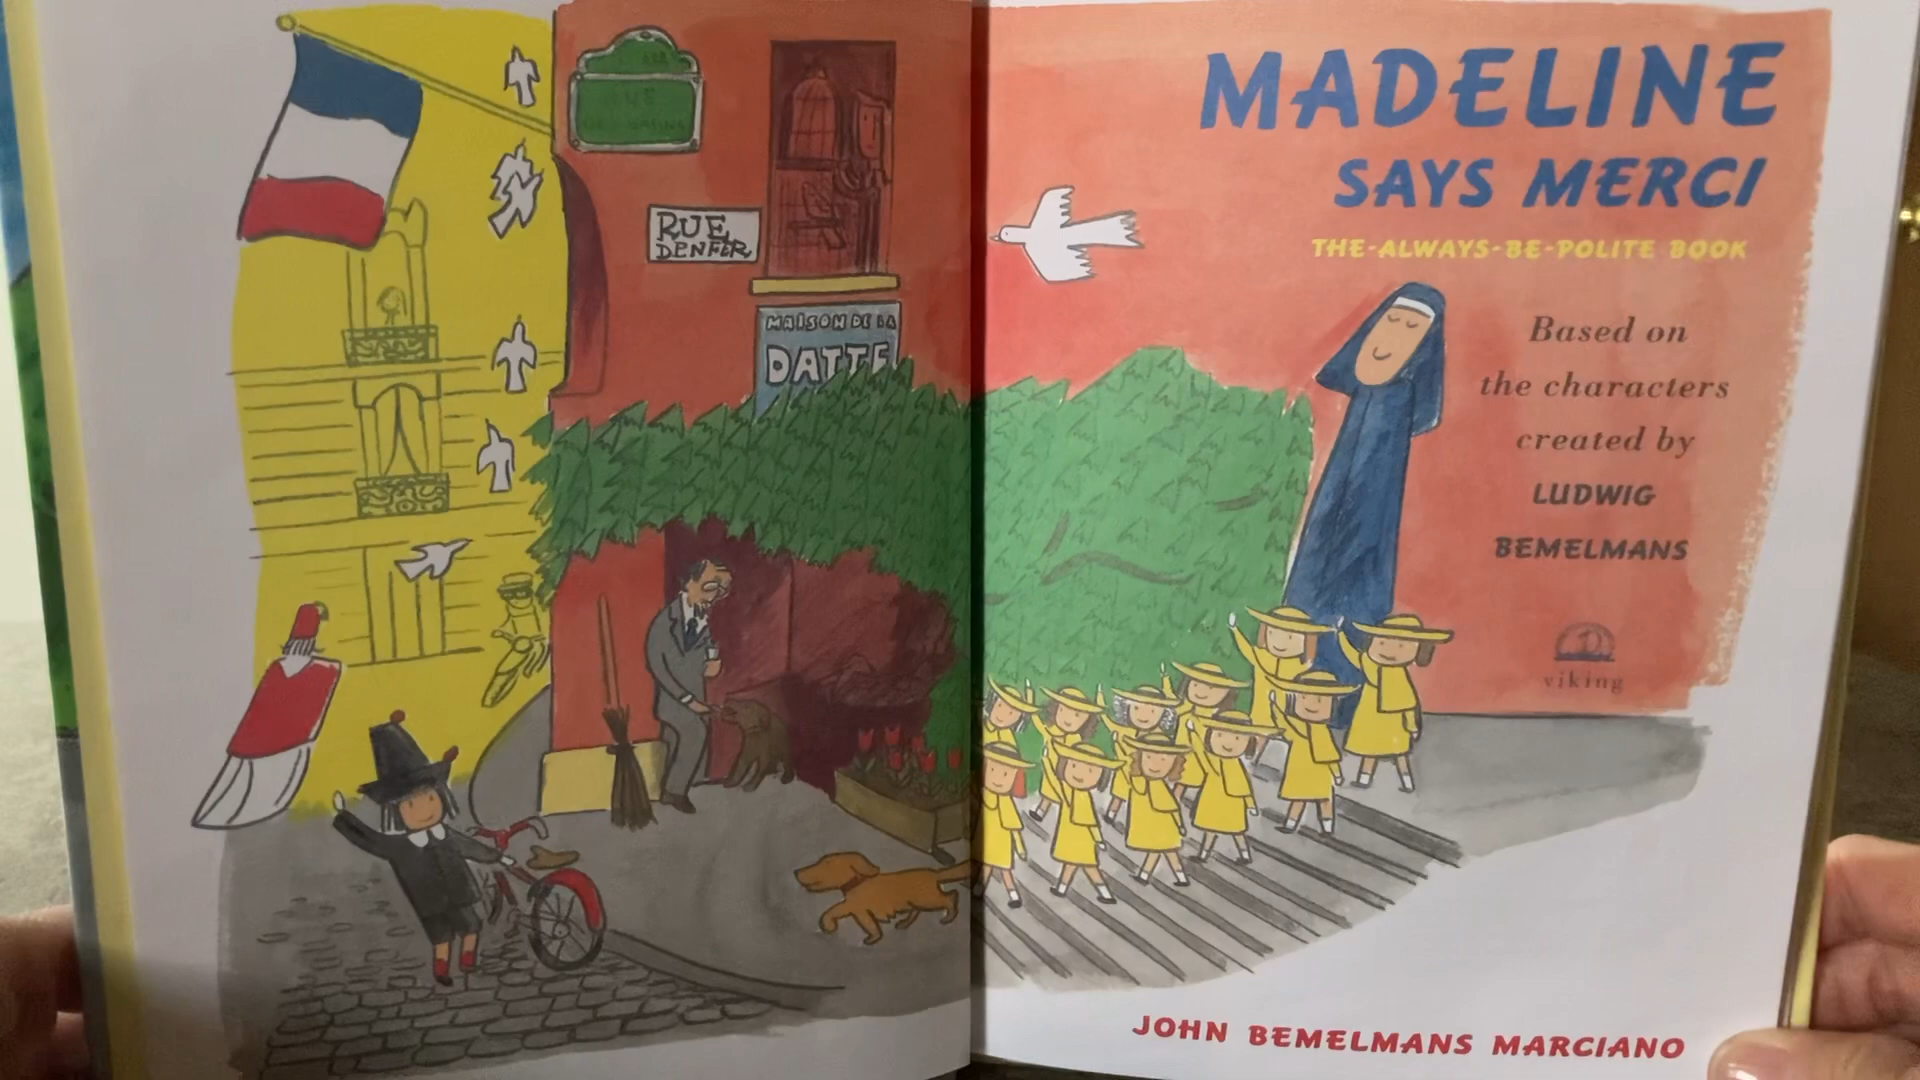 RUE
RUE
DENFER
MAISON DE LA
DATTE
MADELINE
SAYS MERCI
THE-ALWAYS-BE-POLITE BOOK
Based on
the characters
created by
LUDWIG
BEMELMANS
viking
JOHN BEMELMANS MARCIANO